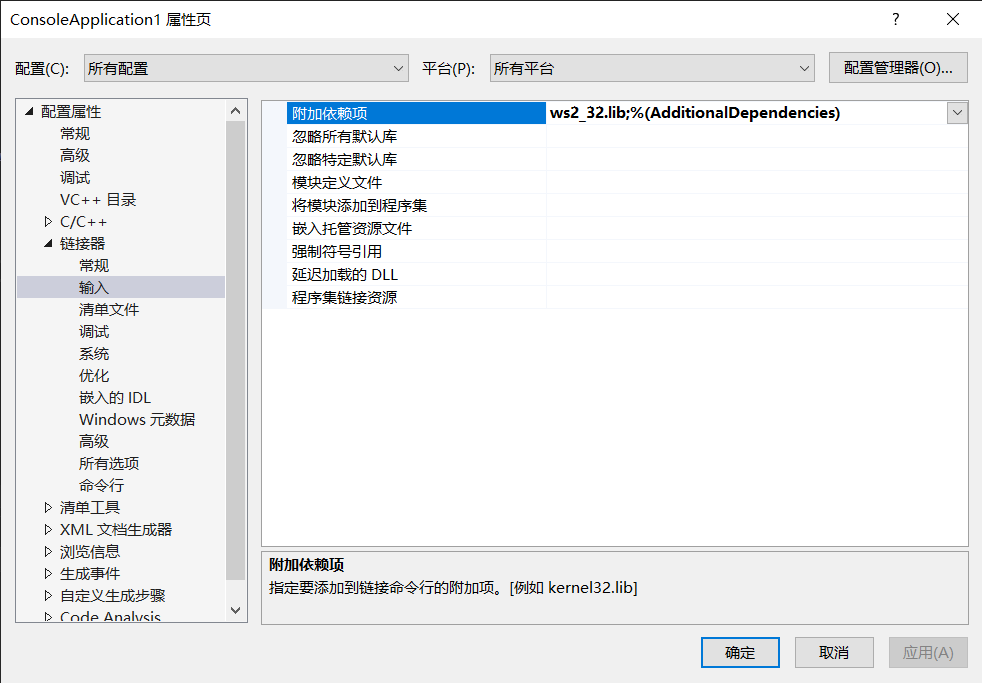 ConsoleApplication1 属性页
?
配置(C):
所有配置
平台(P):
所有平台
配置管理器(O)...
配置属性
常规
高级
调试
VC++ 目录
C/C++
链接器
常规
输入
清单文件
调试
系统
优化
嵌入的 IDL
Windows 元数据
高级
所有选项
命令行
清单工具
XML 文档生成器
浏览信息
生成事件
自定义生成步骤
Code Analysis
附加依赖项 ws2_32.lib;%(AdditionalDependencies)
忽略所有默认库
忽略特定默认库
模块定义文件
将模块添加到程序集
嵌入托管资源文件
强制符号引用
延迟加载的 DLL
程序集链接资源
附加依赖项
指定要添加到链接命令行的附加项。[例如 kernel32.lib]
确定
取消
应用(A)